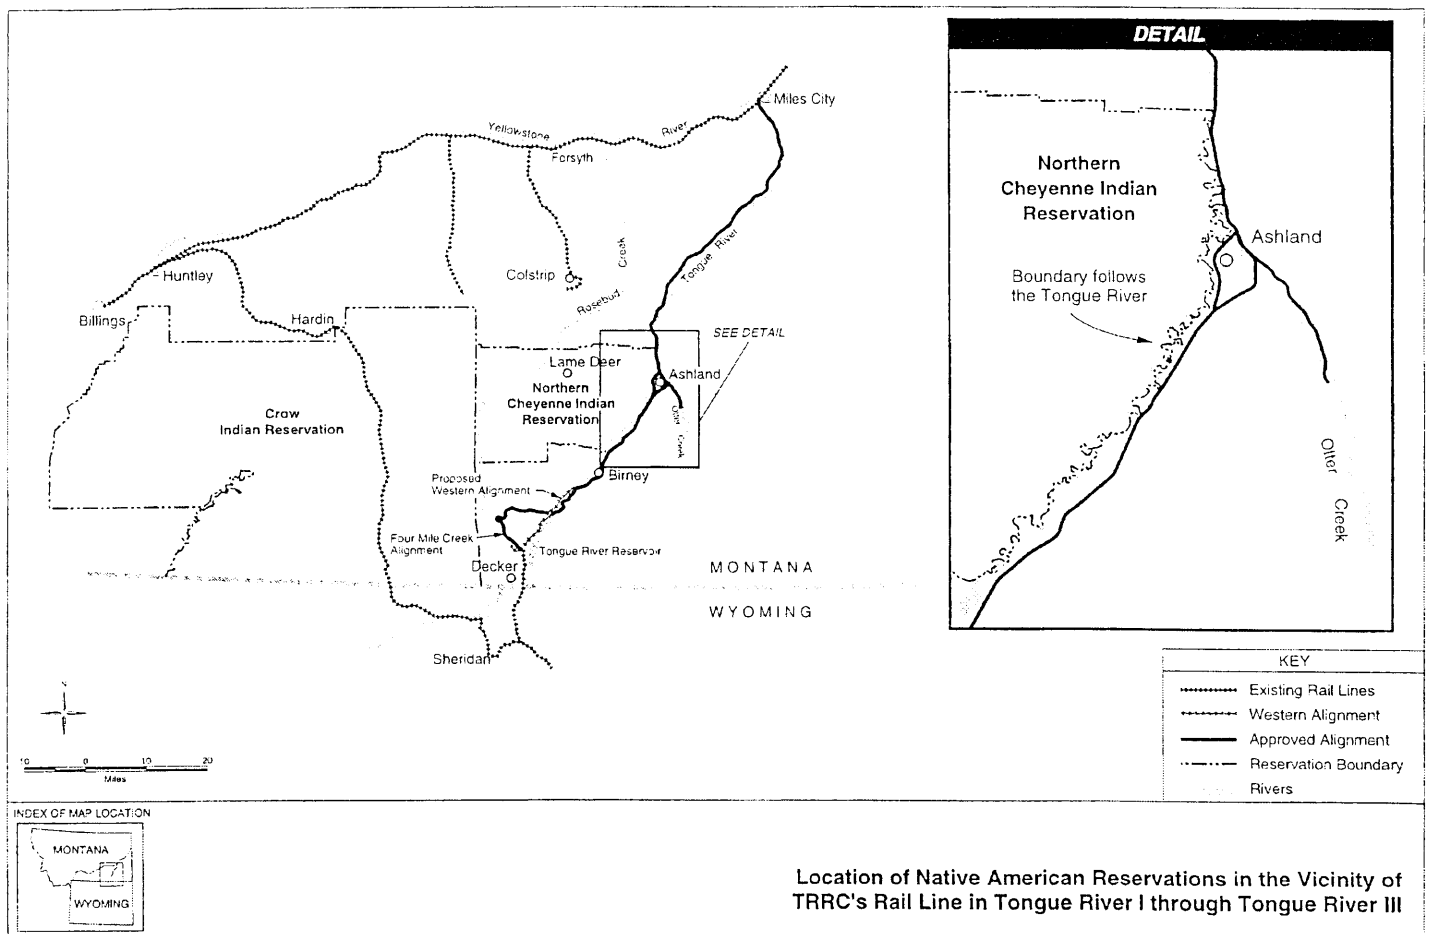 DETAIL
Miles City
Yellowstone
River
Forsyth
Northern
Cheyenne Indian
Reservation
Ashland
Boundary follows
the Tongue River
Otter
Creek
Huntley
Colstrip
Creek
Rosebud
Tongue River
Billings
Hardin
SEE DETAIL
Lame Deer
Ashland
Northern
Cheyenne Indian
Reservation
Crow
Indian Reservation
Otter
Creek
Birney
Proposed
Western Alignment
Four Mile Creek
Alignment
Tongue River Reservoir
Decker
MONTANA
WYOMING
Sheridan
N
10 0 10 20
Miles
KEY
Existing Rail Lines
Western Alignment
Approved Alignment
Reservation Boundary
Rivers
INDEX OF MAP LOCATION
MONTANA
WYOMING
Location of Native American Reservations in the Vicinity of
TRRC's Rail Line in Tongue River I through Tongue River III